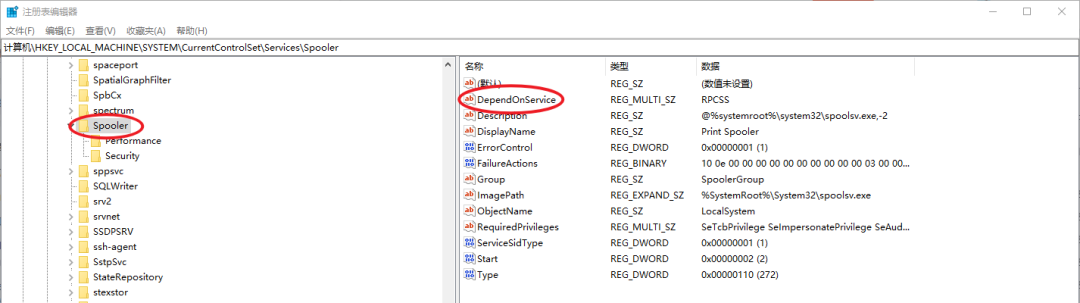 注册表编辑器
文件(F) 编辑(E) 查看(V) 收藏夹(A) 帮助(H)
计算机\HKEY_LOCAL_MACHINE\SYSTEM\CurrentControlSet\Services\Spooler
spaceport
SpatialGraphFilter
SpbCx
spectrum
Spooler
Performance
Security
sppsvc
SQLWriter
srv2
srvnet
SSDPSRV
ssh-agent
SstpSvc
StateRepository
stexstor
名称 类型 数据
(默认) REG_SZ (数值未设置)
DependOnService REG_MULTI_SZ RPCSS
Description REG_SZ @%systemroot%\system32\spoolsv.exe,-2
DisplayName REG_SZ Print Spooler
ErrorControl REG_DWORD 0x00000001 (1)
FailureActions REG_BINARY 10 0e 00 00 00 00 00 00 00 00 00 00 03 00 00...
Group REG_SZ SpoolerGroup
ImagePath REG_EXPAND_SZ %SystemRoot%\System32\spoolsv.exe
ObjectName REG_SZ LocalSystem
RequiredPrivileges REG_MULTI_SZ SeTcbPrivilege SeImpersonatePrivilege SeAud...
ServiceSidType REG_DWORD 0x00000001 (1)
Start REG_DWORD 0x00000002 (2)
Type REG_DWORD 0x00000110 (272)